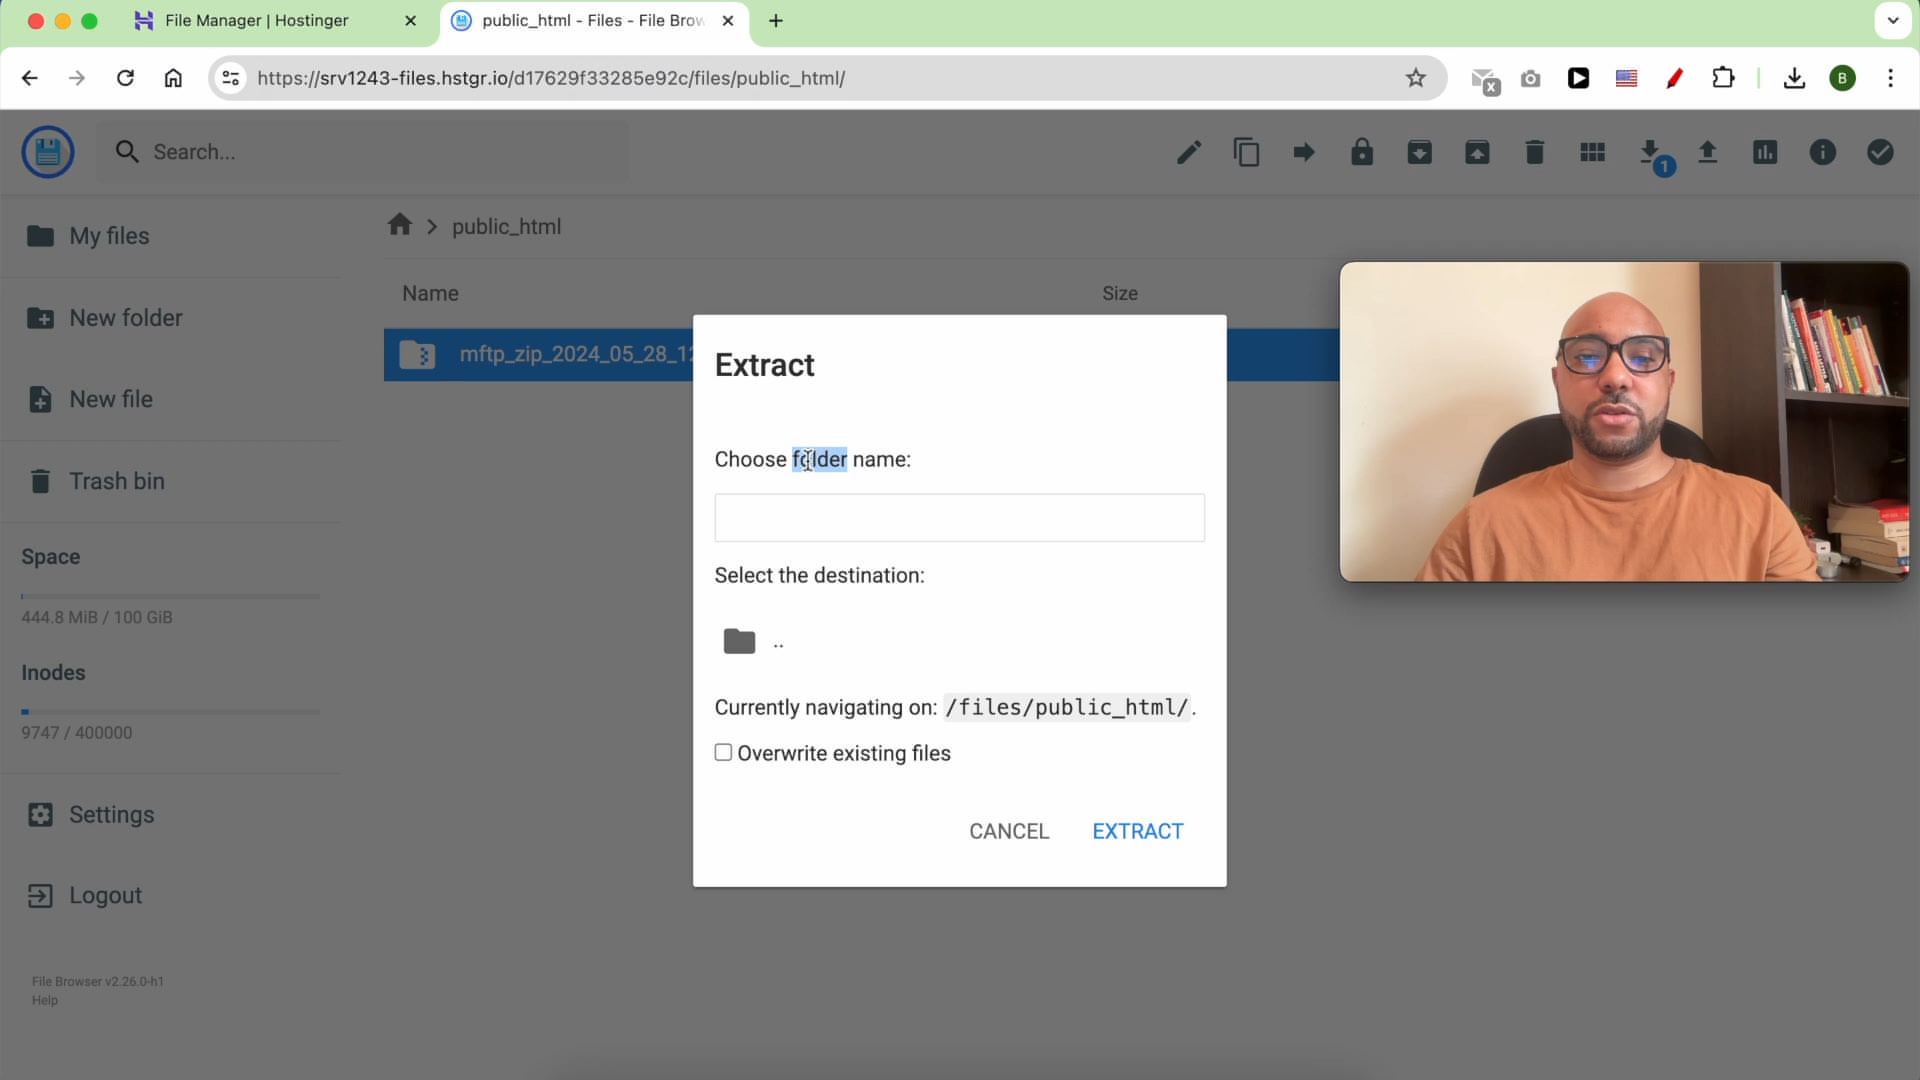 File Manager | Hostinger
public_html - Files - File Brow
https://srv1243-files.hstgr.io/d17629f33285e92c/files/public_html/
x
B
Search...
1
My files
New folder
New file
Trash bin
Space
444.8 MiB / 100 GiB
Inodes
9747 / 400000
Settings
Logout
File Browser v2.26.0-h1
Help
public_html
Name
Size
mftp_zip_2024_05_28_12
Extract
Choose folder name:
Select the destination:
..
Currently navigating on: /files/public_html/.
Overwrite existing files
CANCEL
EXTRACT